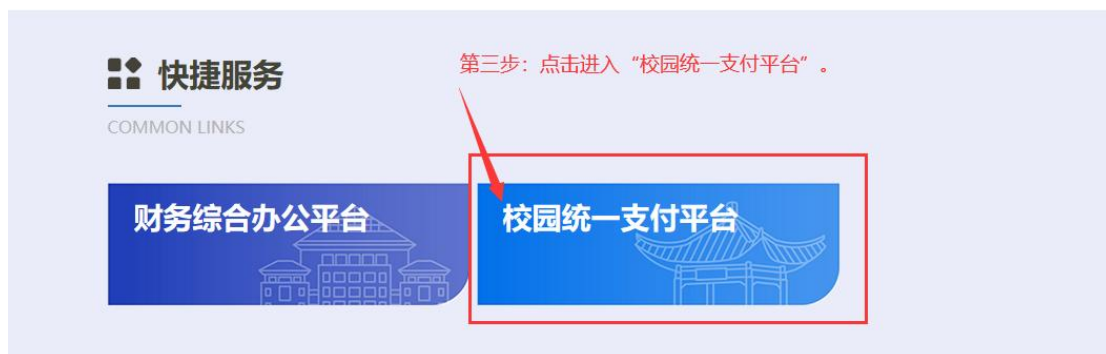 快捷服务
第三步：点击进入“校园统一支付平台”。
COMMON LINKS
财务综合办公平台
校园统一支付平台